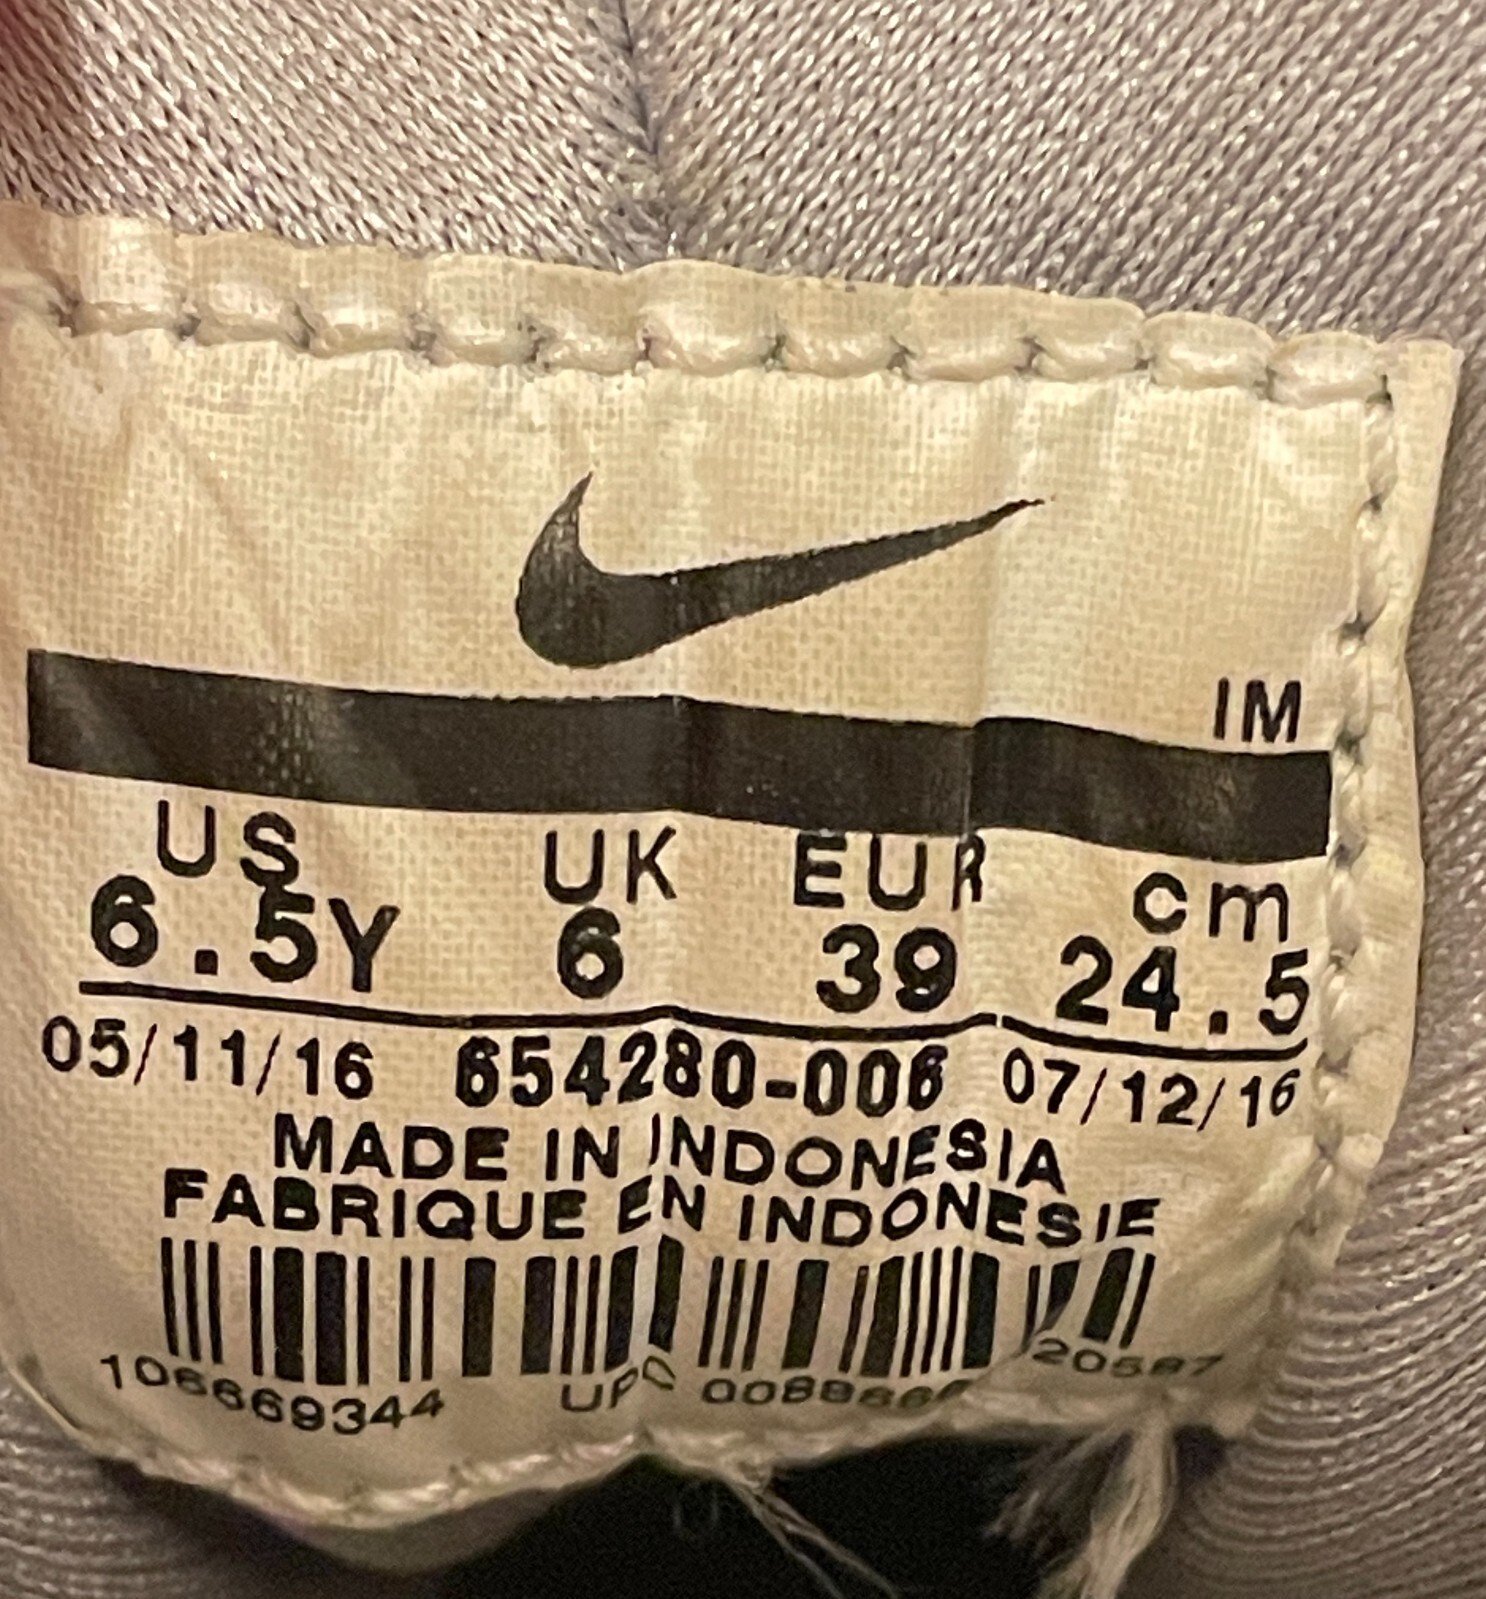 IM
US UK EUR cm
6.5Y 6 39 24.5
05/11/16 654280-006 07/12/16
MADE IN INDONESIA
FABRIQUE EN INDONESIE
106669344 UPC